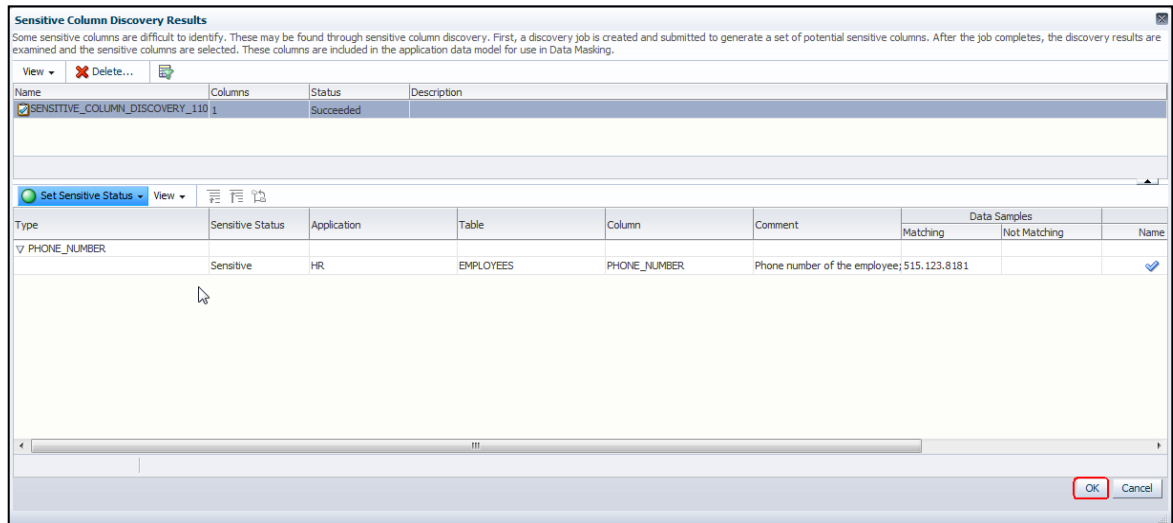 Sensitive Column Discovery Results
Some sensitive columns are difficult to identify. These may be found through sensitive column discovery. First, a discovery job is created and submitted to generate a set of potential sensitive columns. After the job completes, the discovery results are
examined and the sensitive columns are selected. These columns are included in the application data model for use in Data Masking.
View Delete...
Name Columns Status Description
SENSITIVE_COLUMN_DISCOVERY_110 1 Succeeded
Set Sensitive Status View
Data Samples
Type Sensitive Status Application Table Column Comment Matching Not Matching Name
PHONE_NUMBER
Sensitive HR EMPLOYEES PHONE_NUMBER Phone number of the employee; 515.123.8181
OK Cancel